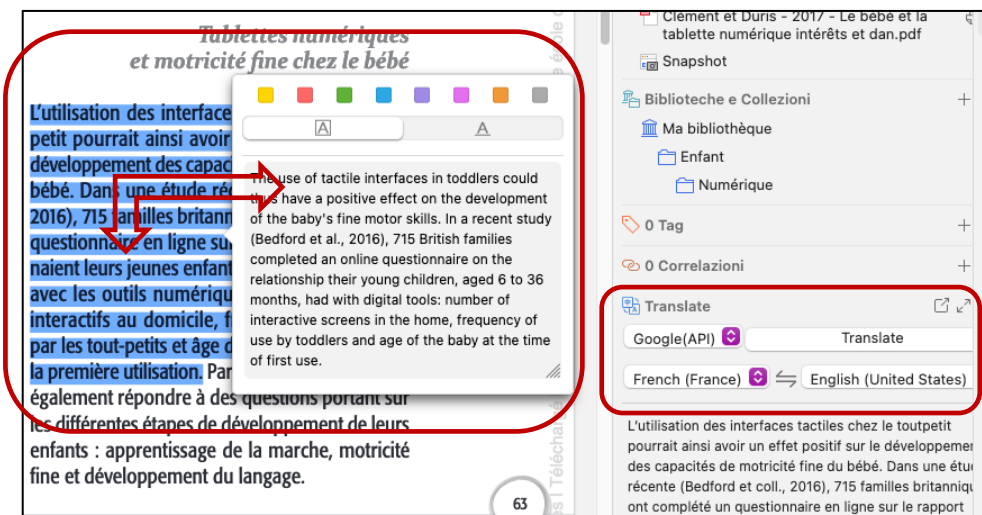 Tablettes numériques
et motricité fine chez le bébé
L'utilisation des interface
petit pourrait ainsi avoir
développement des capac
bébé. Dans une étude réc
2016), 715 familles britann
questionnaire en ligne su
naient leurs jeunes enfant
avec les outils numériqu
interactifs au domicile, f
par les tout-petits et âge d
la première utilisation. Par
également répondre à des questions portant sur
les différentes étapes de développement de leurs
enfants : apprentissage de la marche, motricité
fine et développement du langage.
63
A
A
The use of tactile interfaces in toddlers could
thus have a positive effect on the development
of the baby's fine motor skills. In a recent study
(Bedford et al., 2016), 715 British families
completed an online questionnaire on the
relationship their young children, aged 6 to 36
months, had with digital tools: number of
interactive screens in the home, frequency of
use by toddlers and age of the baby at the time
of first use.
Clément et Duris - 2017 - Le bébé et la
tablette numérique intérêts et dan.pdf
Snapshot
Biblioteche e Collezioni
Ma bibliothèque
Enfant
Numérique
0 Tag
0 Correlazioni
Translate
Google(API) Translate
French (France) English (United States)
L'utilisation des interfaces tactiles chez le toutpetit
pourrait ainsi avoir un effet positif sur le développemen
des capacités de motricité fine du bébé. Dans une étu
récente (Bedford et coll., 2016), 715 familles britanniqu
ont complété un questionnaire en ligne sur le rapport